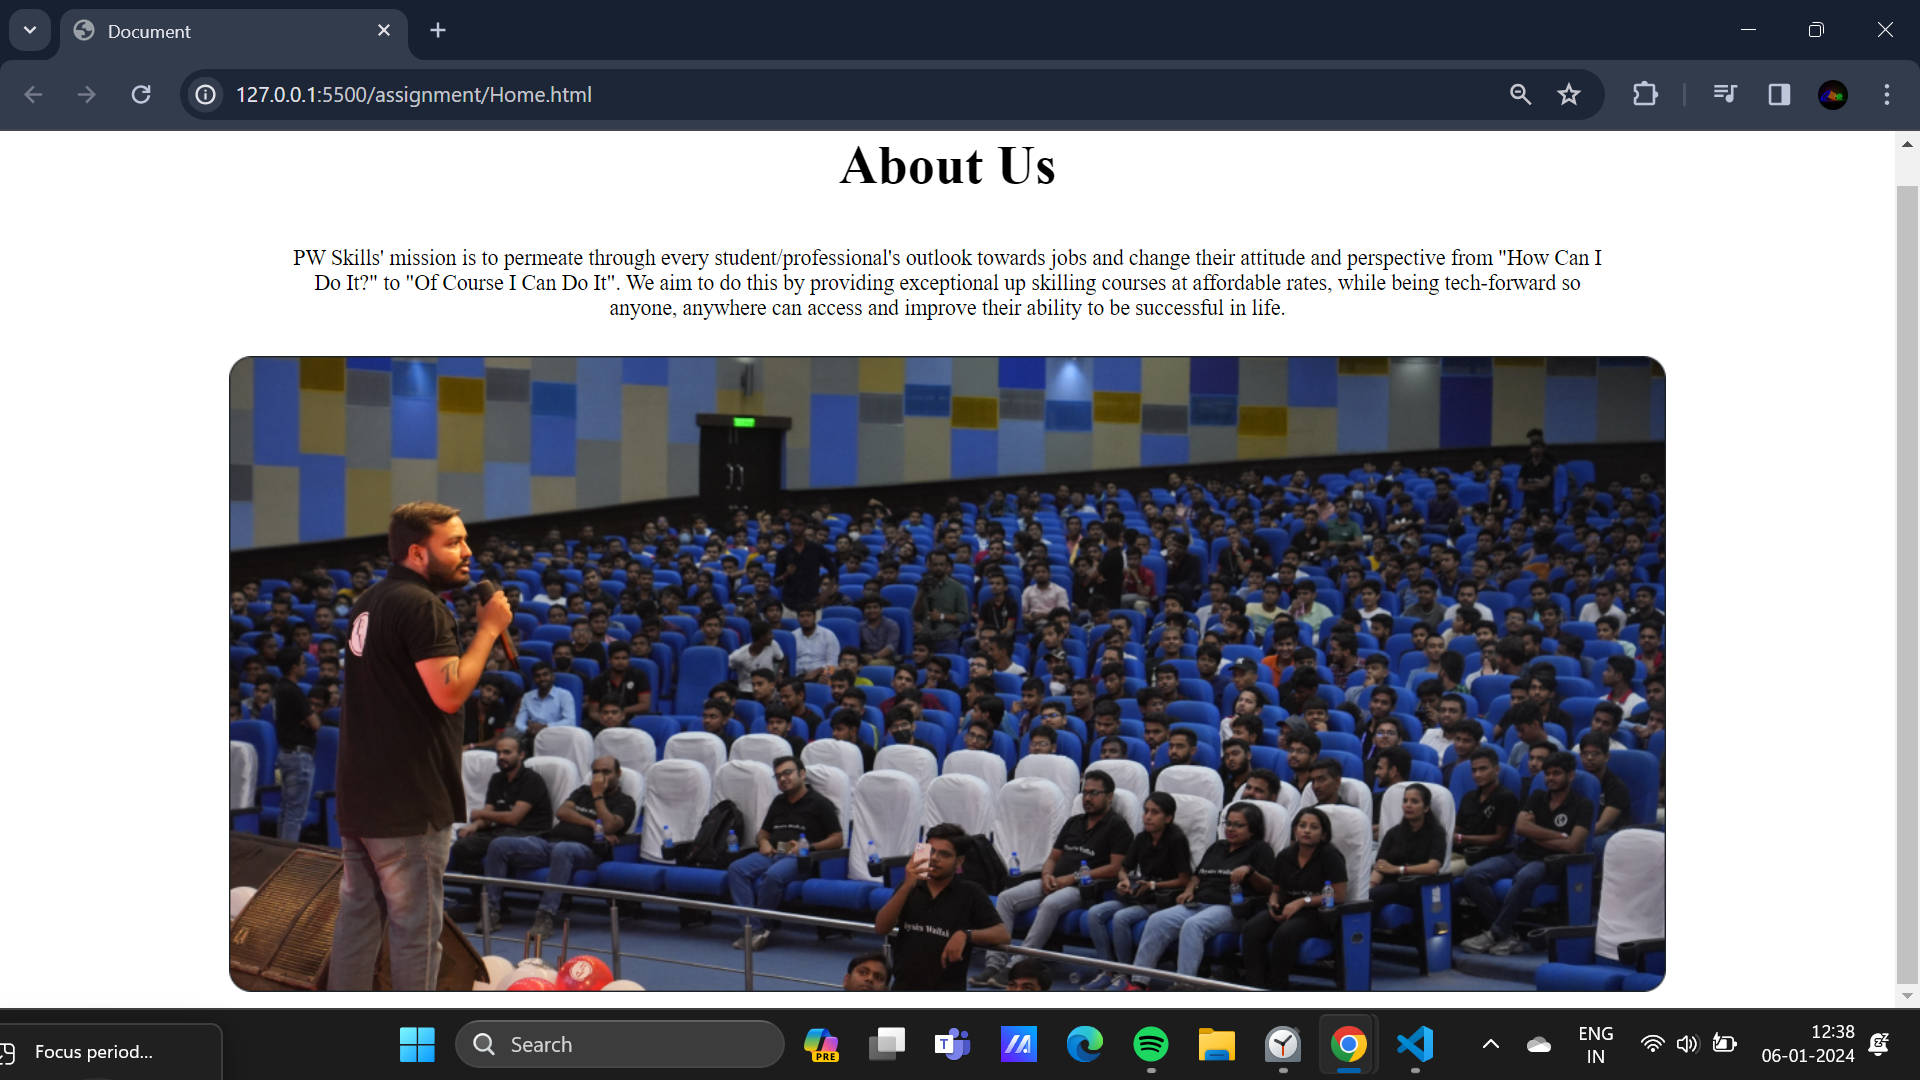 Document
127.0.0.1:5500/assignment/Home.html
About Us
PW Skills' mission is to permeate through every student/professional's outlook towards jobs and change their attitude and perspective from "How Can I
Do It?" to "Of Course I Can Do It". We aim to do this by providing exceptional up skilling courses at affordable rates, while being tech-forward so
anyone, anywhere can access and improve their ability to be successful in life.
Physics Wallah
Focus period...
Search
PRE
T
ENG
IN
12:38
06-01-2024